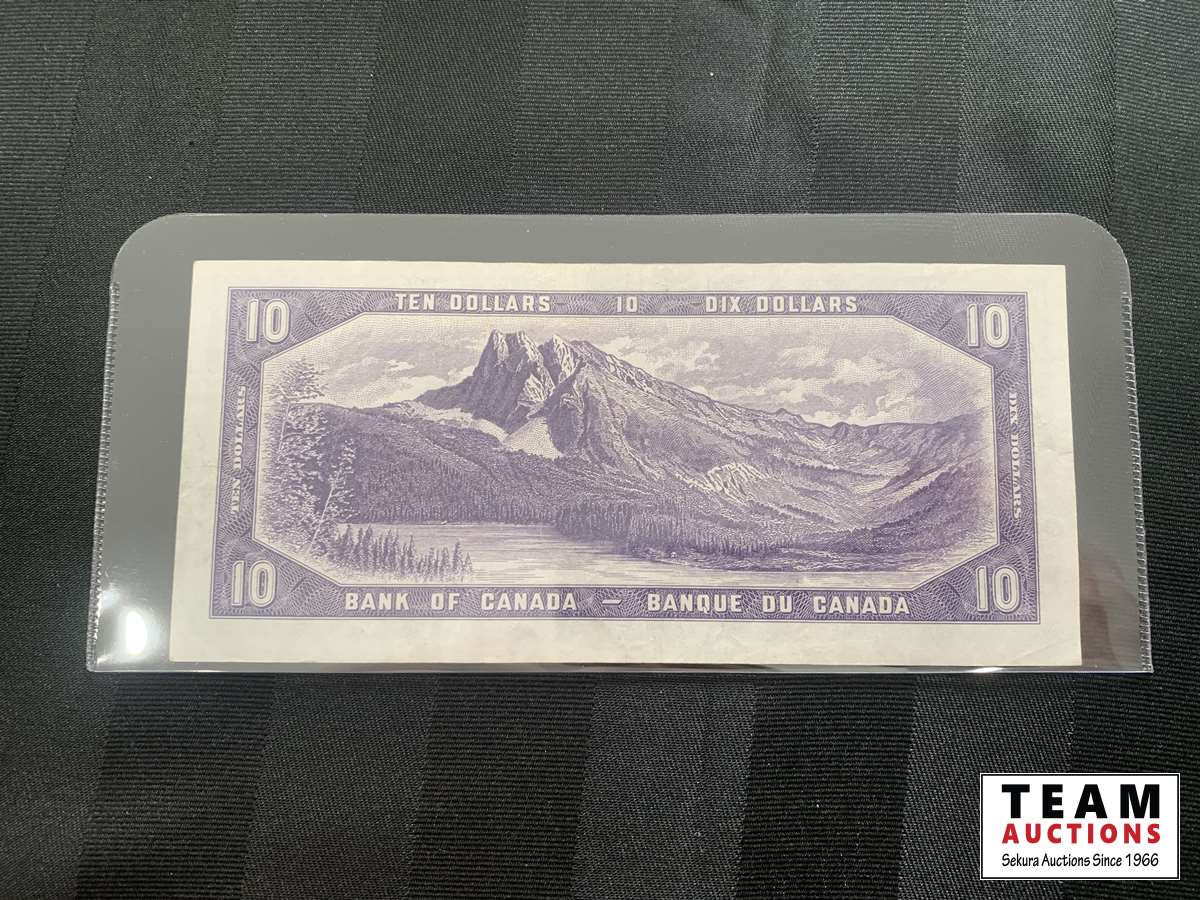 10 TEN DOLLARS 10 DIX DOLLARS 10
TEN DOLLARS
DIX DOLLARS
10 BANK OF CANADA — BANQUE DU CANADA 10
TEAM
AUCTIONS
Sekura Auctions Since 1966